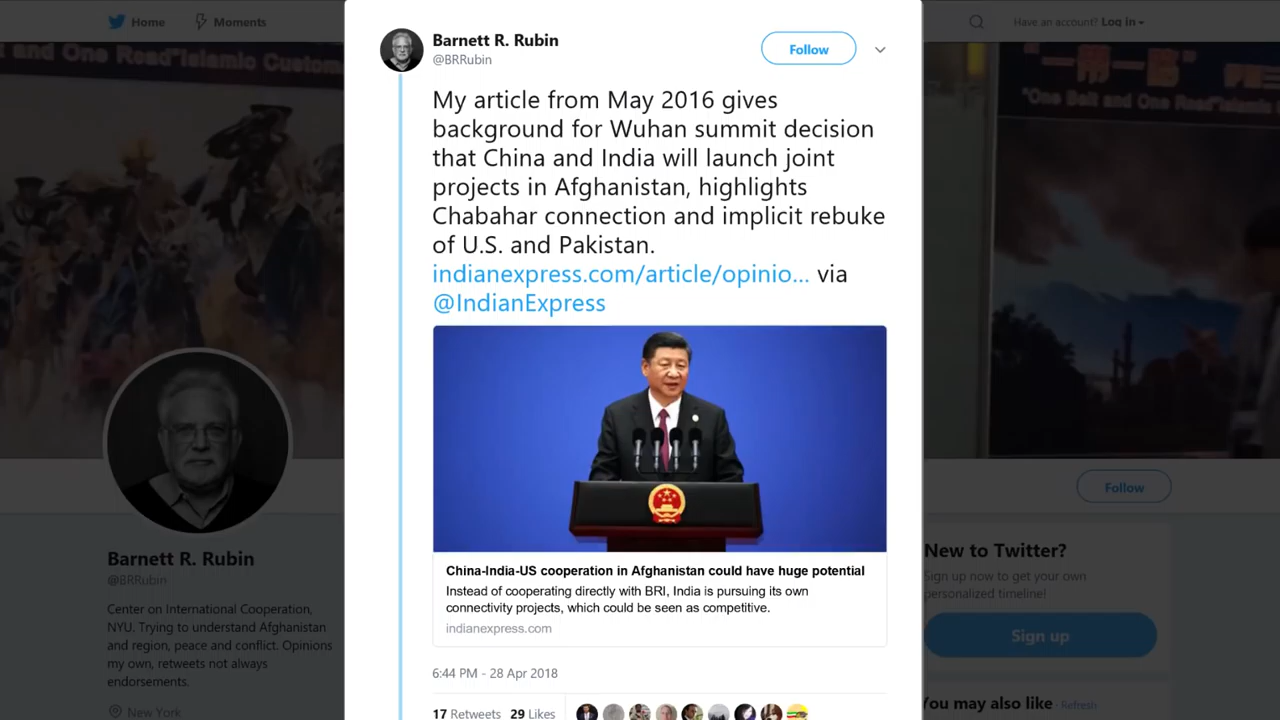 Home
Moments
Have an account? Log in
t and One Road"Islamic Custom
"一带一路"
"One Belt and One Road"Islamic
Barnett R. Rubin
@BRRubin
Follow
My article from May 2016 gives
background for Wuhan summit decision
that China and India will launch joint
projects in Afghanistan, highlights
Chabahar connection and implicit rebuke
of U.S. and Pakistan.
indianexpress.com/article/opinio... via
@IndianExpress
China-India-US cooperation in Afghanistan could have huge potential
Instead of cooperating directly with BRI, India is pursuing its own
connectivity projects, which could be seen as competitive.
indianexpress.com
6:44 PM - 28 Apr 2018
17 Retweets 29 Likes
Barnett R. Rubin
@BRRubin
Center on International Cooperation,
NYU. Trying to understand Afghanistan
and region, peace and conflict. Opinions
my own, retweets not always
endorsements.
New York
Follow
New to Twitter?
Sign up now to get your own
personalized timeline!
Sign up
You may also like · Refresh